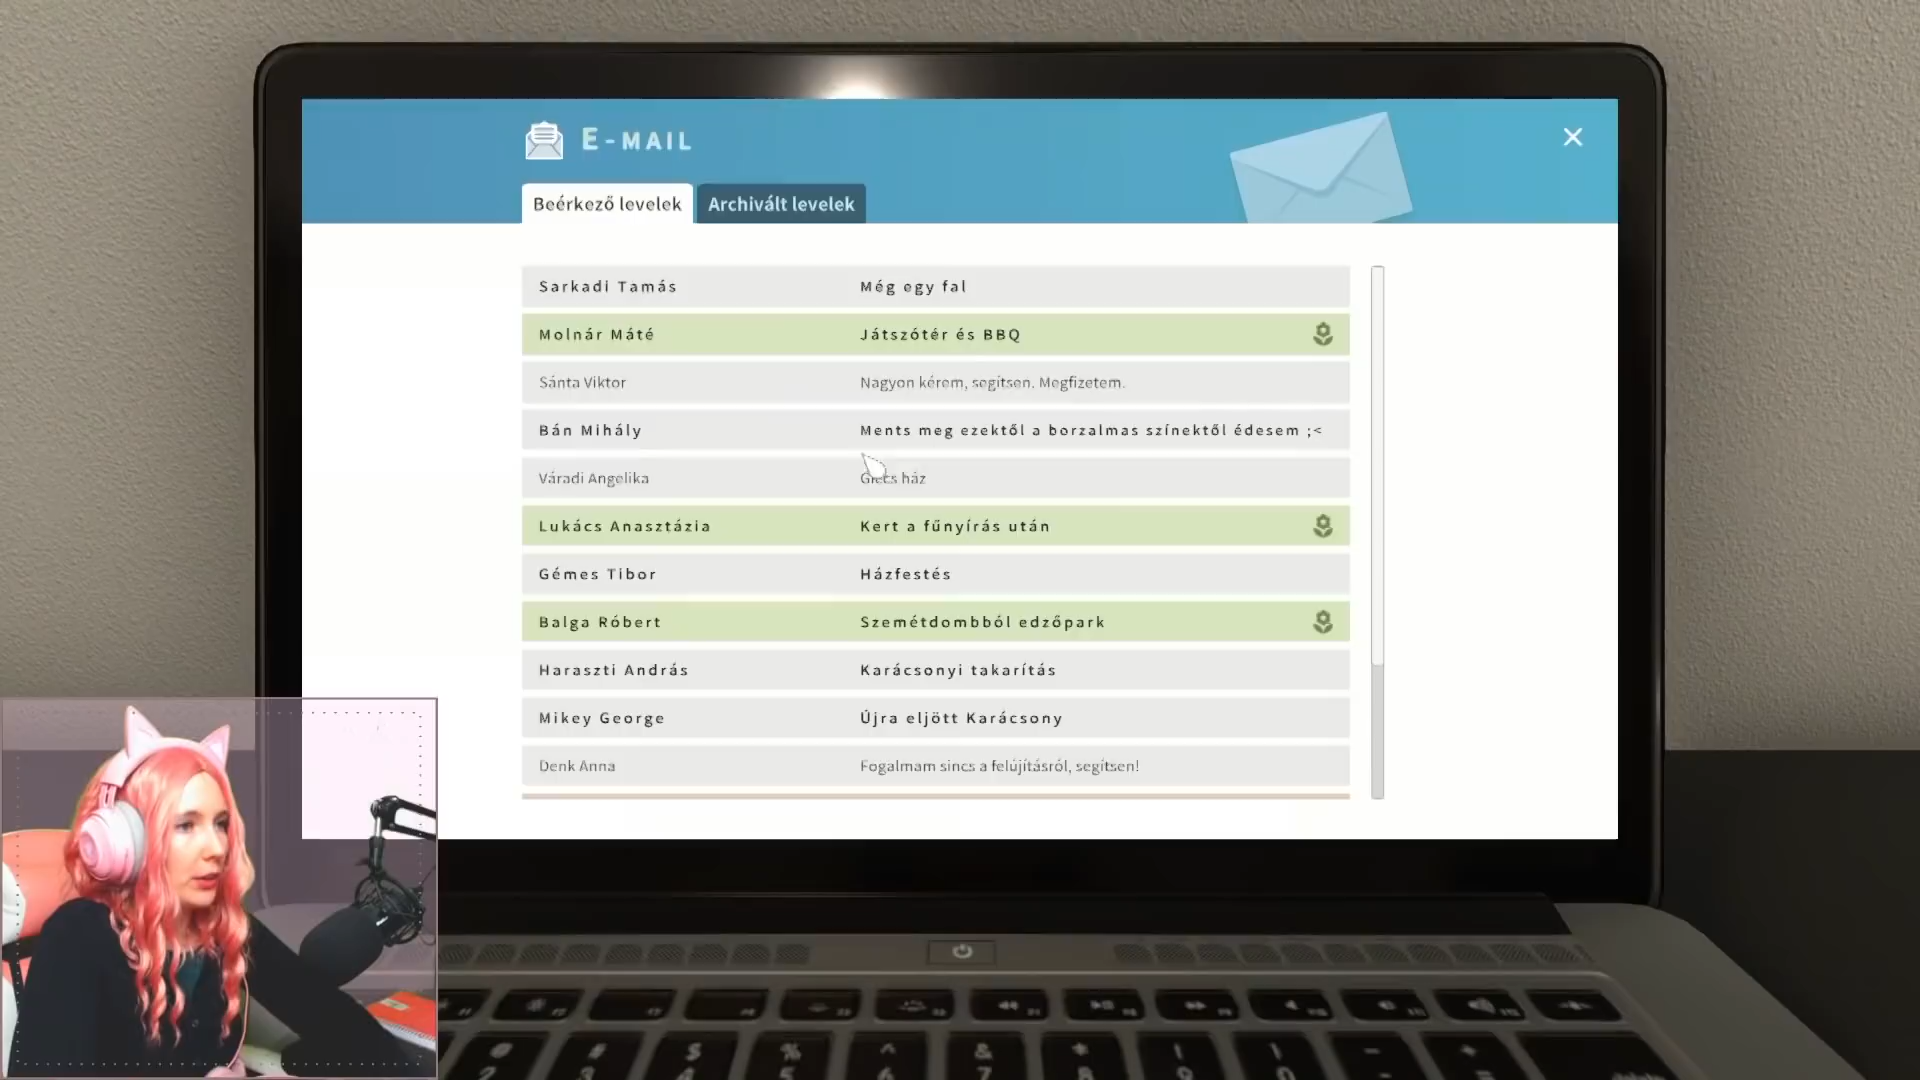 E-MAIL
Beérkező levelek
Archivált levelek
Sarkadi Tamás Még egy fal
Molnár Máté Játszótér és BBQ
Sánta Viktor Nagyon kérem, segítsen. Megfizetem.
Bán Mihály Ments meg ezektől a borzalmas színektől édesem ;<
Váradi Angelika Görög ház
Lukács Anasztázia Kert a fűnyírás után
Gémes Tibor Házfestés
Balga Róbert Szemétdombból edzőpark
Haraszti András Karácsonyi takarítás
Mikey George Újra eljött Karácsony
Denk Anna Fogalmam sincs a felújításról, segítsen!